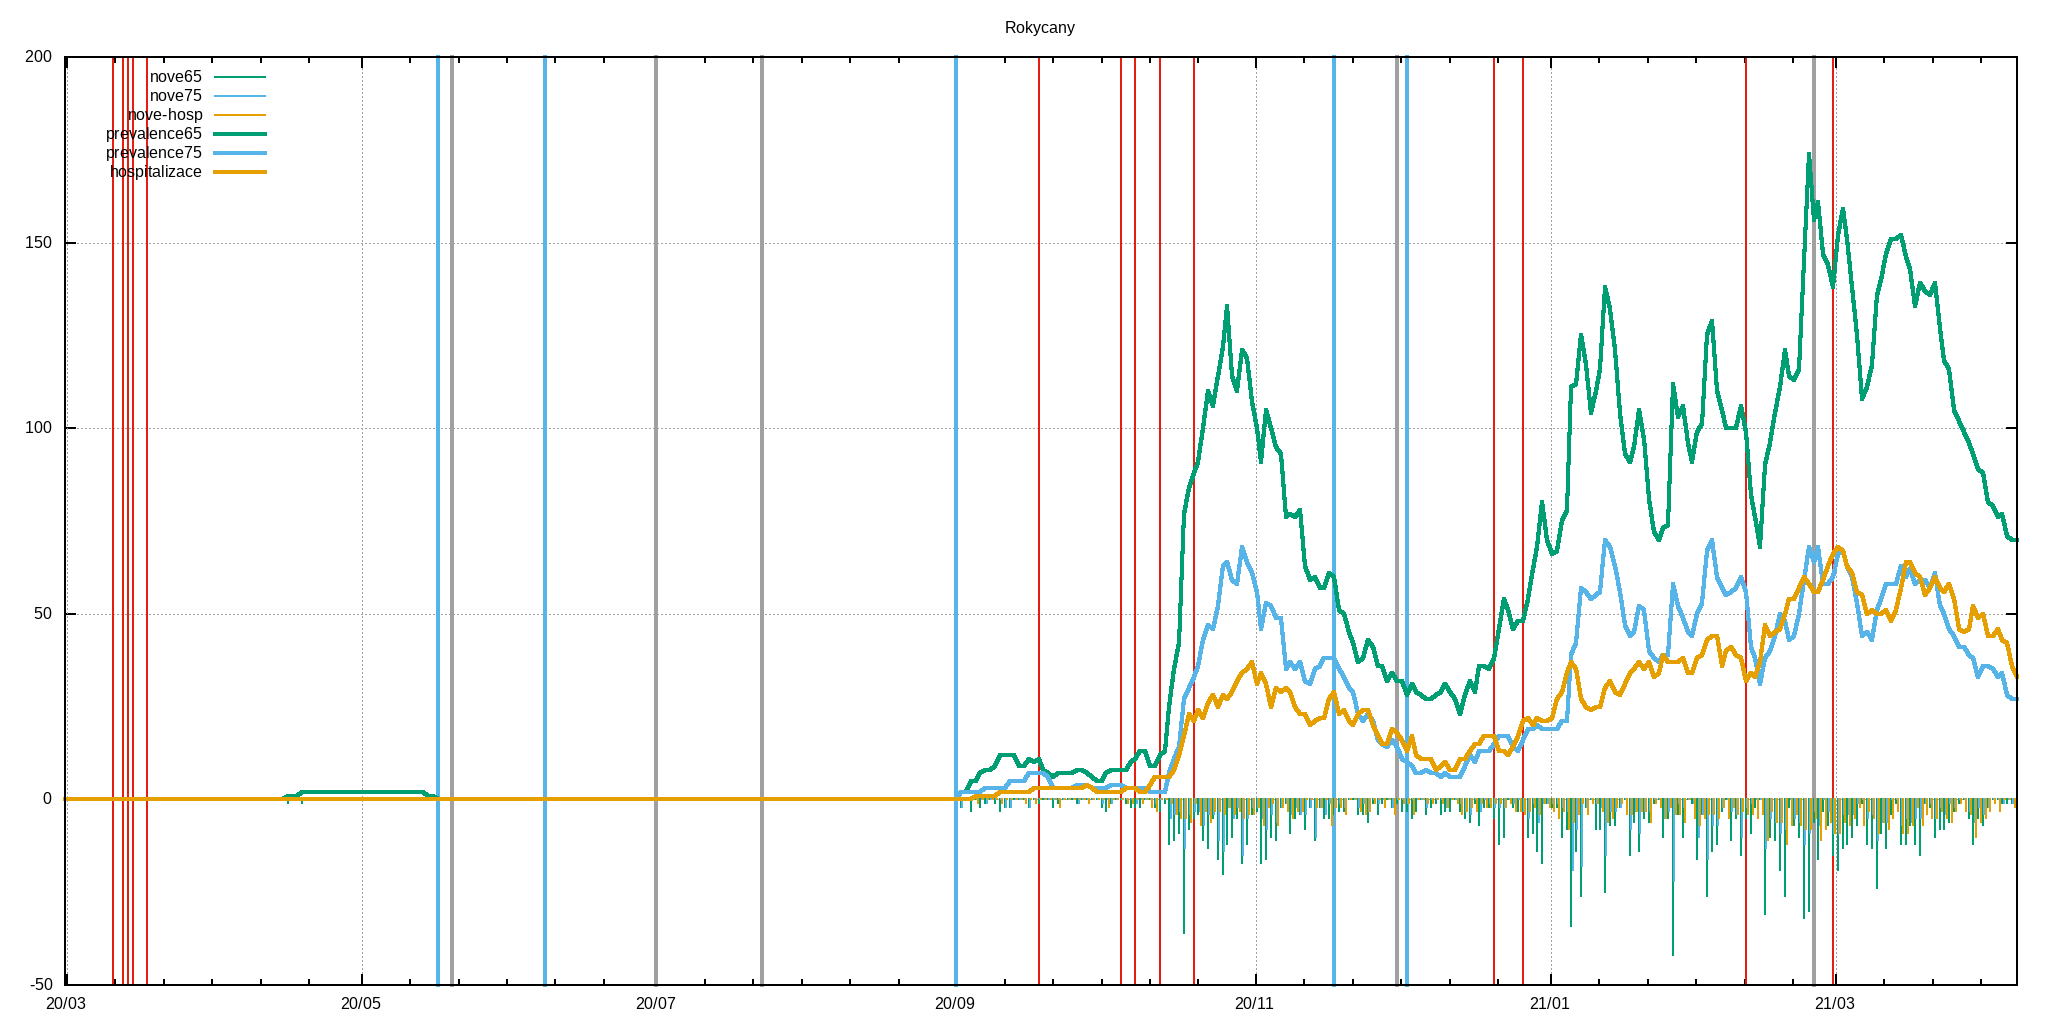 Rokycany
200
nove65
nove75
nove-hosp
prevalence65
prevalence75
hospitalizace
150
100
50
0
-50
20/03 20/05 20/07 20/09 20/11 21/01 21/03